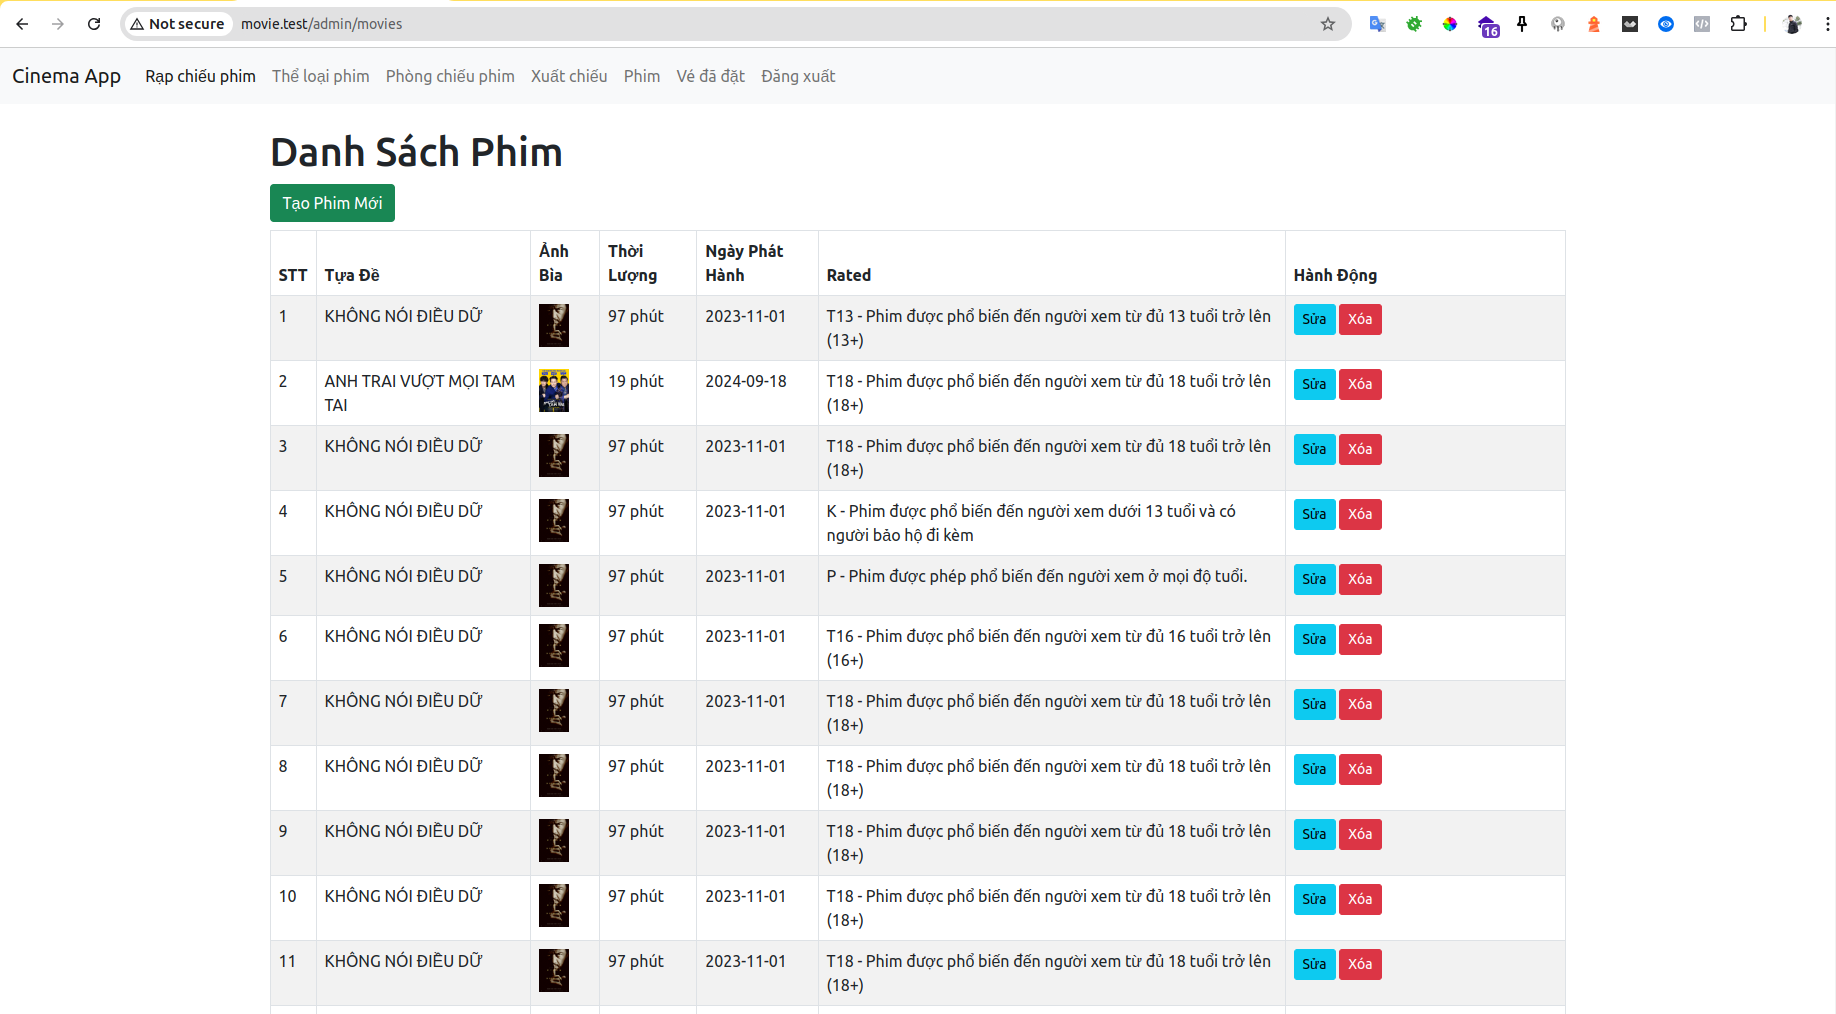 Not secure movie.test/admin/movies
16
Cinema App Rạp chiếu phim Thể loại phim Phòng chiếu phim Xuất chiếu Phim Vé đã đặt Đăng xuất
Danh Sách Phim
Tạo Phim Mới
STT Tựa Đề Ảnh Bìa Thời Lượng Ngày Phát Hành Rated Hành Động
1 KHÔNG NÓI ĐIỀU DỮ 97 phút 2023-11-01 T13 - Phim được phổ biến đến người xem từ đủ 13 tuổi trở lên Sửa Xóa
(13+)
2 ANH TRAI VƯỢT MỌI TAM 19 phút 2024-09-18 T18 - Phim được phổ biến đến người xem từ đủ 18 tuổi trở lên Sửa Xóa
TAI (18+)
3 KHÔNG NÓI ĐIỀU DỮ 97 phút 2023-11-01 T18 - Phim được phổ biến đến người xem từ đủ 18 tuổi trở lên Sửa Xóa
(18+)
4 KHÔNG NÓI ĐIỀU DỮ 97 phút 2023-11-01 K - Phim được phổ biến đến người xem dưới 13 tuổi và có Sửa Xóa
người bảo hộ đi kèm
5 KHÔNG NÓI ĐIỀU DỮ 97 phút 2023-11-01 P - Phim được phép phổ biến đến người xem ở mọi độ tuổi. Sửa Xóa
6 KHÔNG NÓI ĐIỀU DỮ 97 phút 2023-11-01 T16 - Phim được phổ biến đến người xem từ đủ 16 tuổi trở lên Sửa Xóa
(16+)
7 KHÔNG NÓI ĐIỀU DỮ 97 phút 2023-11-01 T18 - Phim được phổ biến đến người xem từ đủ 18 tuổi trở lên Sửa Xóa
(18+)
8 KHÔNG NÓI ĐIỀU DỮ 97 phút 2023-11-01 T18 - Phim được phổ biến đến người xem từ đủ 18 tuổi trở lên Sửa Xóa
(18+)
9 KHÔNG NÓI ĐIỀU DỮ 97 phút 2023-11-01 T18 - Phim được phổ biến đến người xem từ đủ 18 tuổi trở lên Sửa Xóa
(18+)
10 KHÔNG NÓI ĐIỀU DỮ 97 phút 2023-11-01 T18 - Phim được phổ biến đến người xem từ đủ 18 tuổi trở lên Sửa Xóa
(18+)
11 KHÔNG NÓI ĐIỀU DỮ 97 phút 2023-11-01 T18 - Phim được phổ biến đến người xem từ đủ 18 tuổi trở lên Sửa Xóa
(18+)